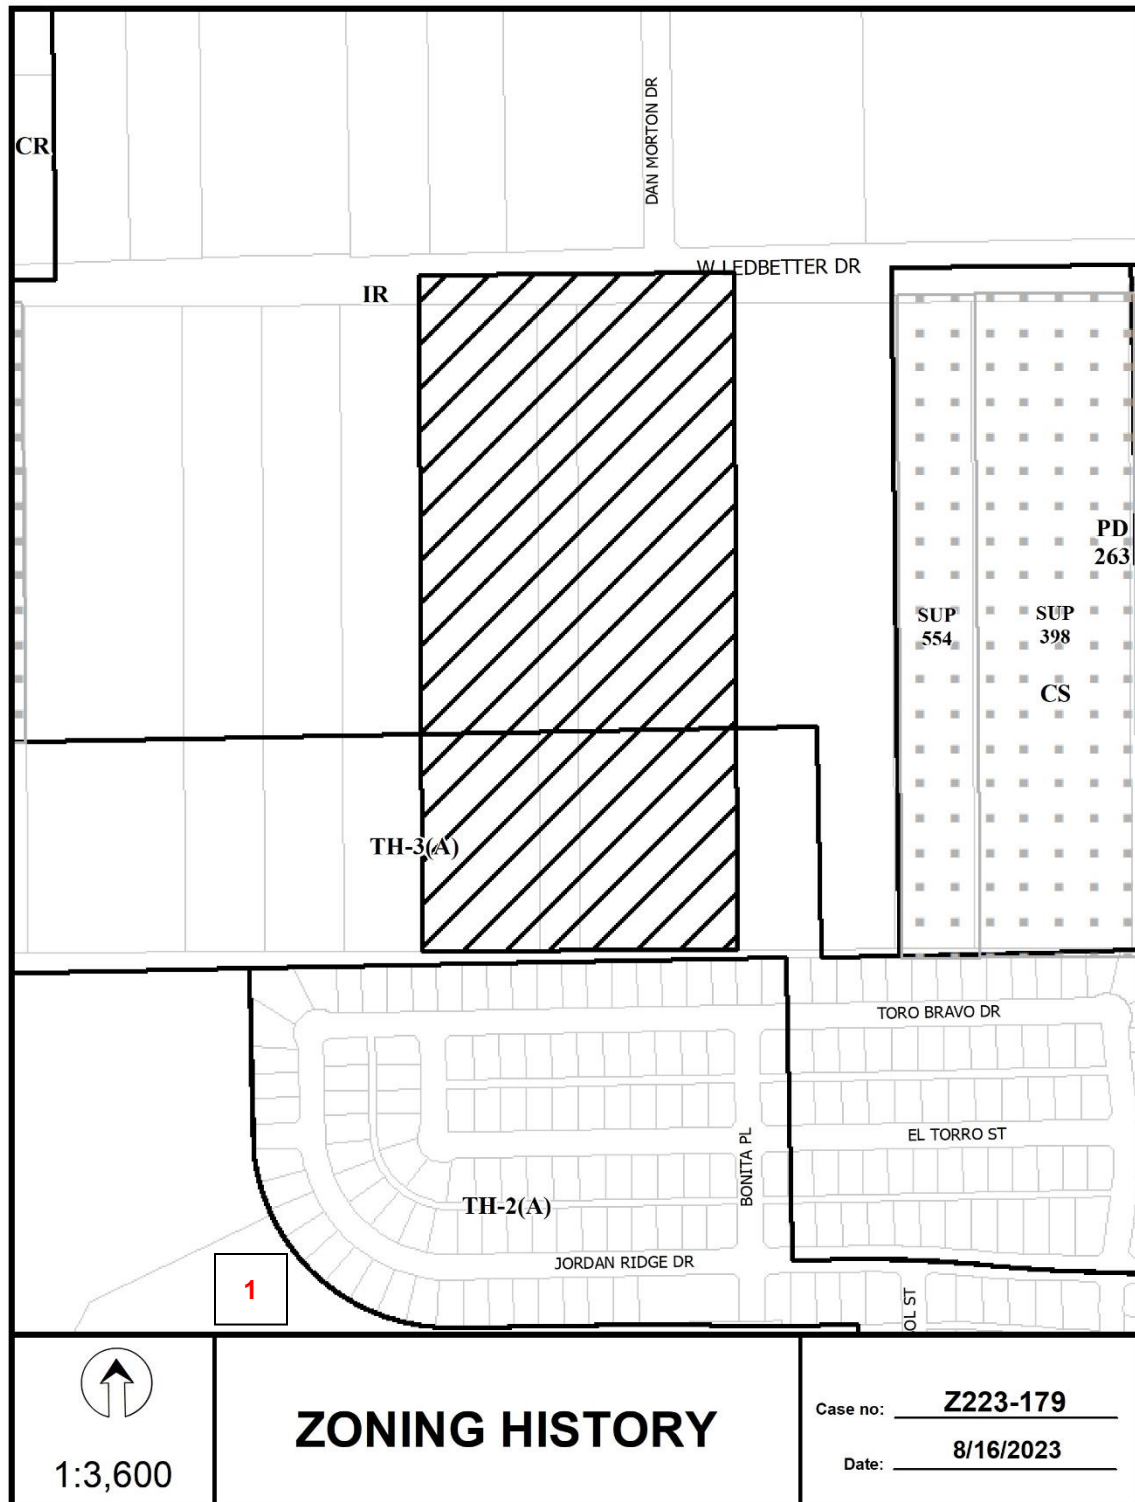 DAN MORTON DR
CR
W LEDBETTER DR
IR
PD
263
SUP
554
SUP
398
CS
TH-3(A)
TORO BRAVO DR
EL TORRO ST
BONITA PL
TH-2(A)
JORDAN RIDGE DR
OL ST
1
1:3,600
ZONING HISTORY
Case no: Z223-179
Date: 8/16/2023